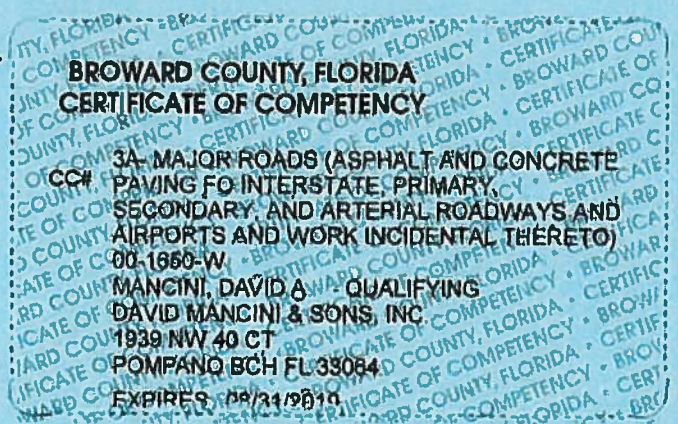 BROWARD COUNTY, FLORIDA
CERTIFICATE OF COMPETENCY
CC# 3A- MAJOR ROADS (ASPHALT AND CONCRETE
PAVING FO INTERSTATE, PRIMARY,
SECONDARY, AND ARTERIAL ROADWAYS AND
AIRPORTS AND WORK INCIDENTAL THERETO)
00-1650-W
MANCINI, DAVID A - QUALIFYING
DAVID MANCINI & SONS, INC
1939 NW 40 CT
POMPANO BCH FL 33064
EXPIRES